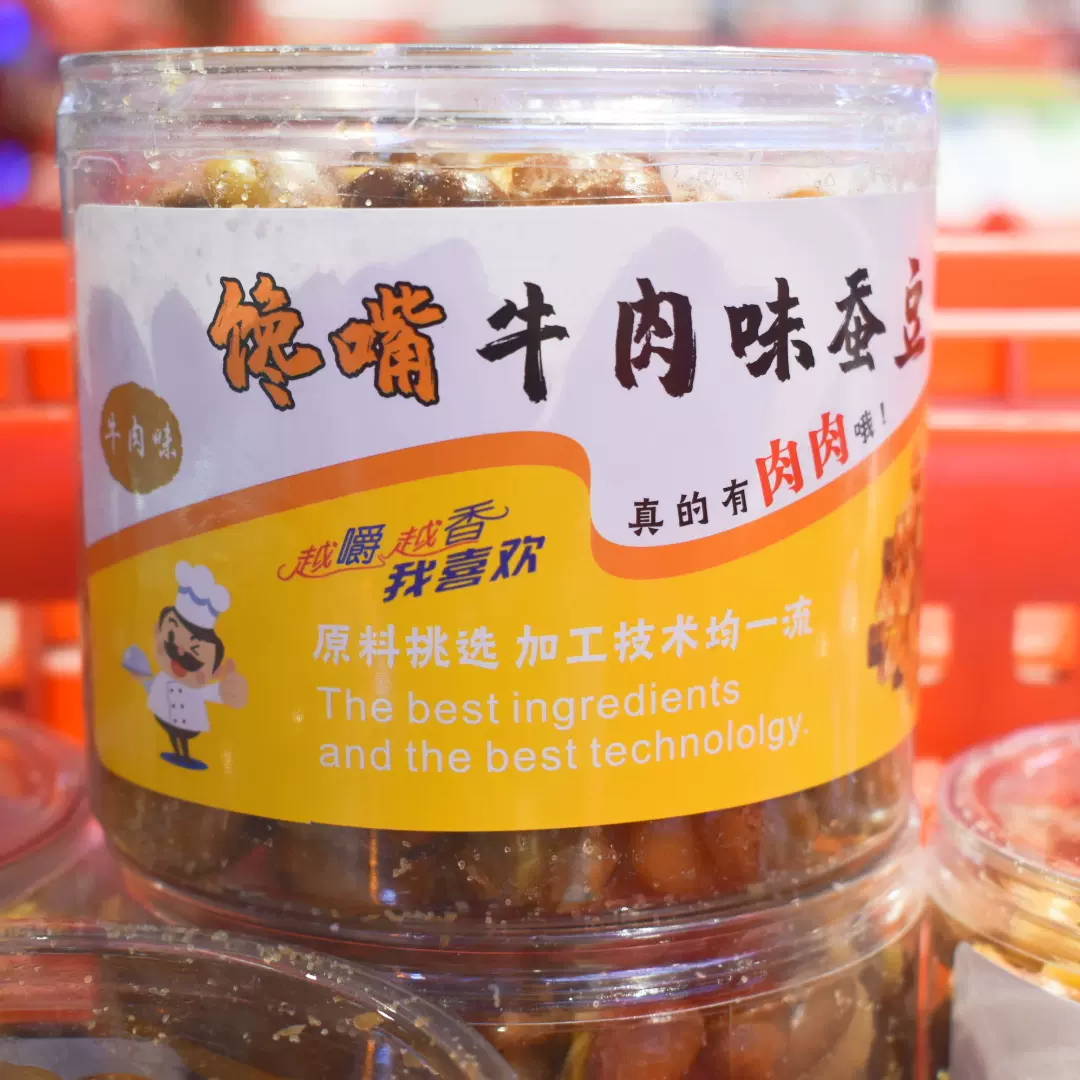 馋嘴牛肉味蚕豆
牛肉味
真的有肉肉哦！
越嚼越香
我喜欢
原料挑选 加工技术均一流
The best ingredients
and the best technololgy.